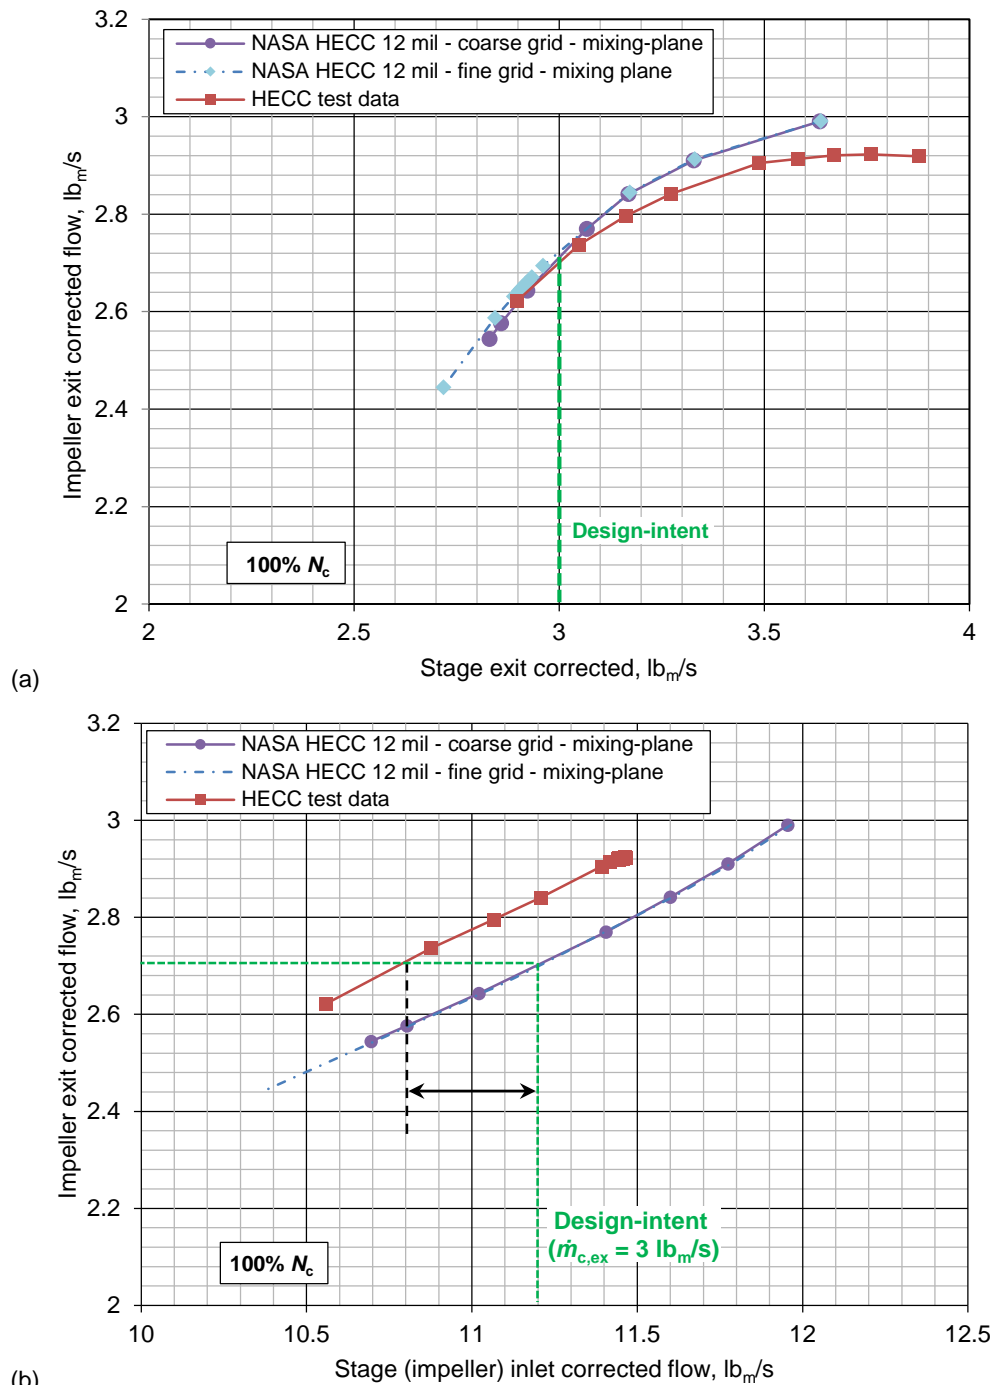 3.2
NASA HECC 12 mil - coarse grid - mixing-plane
NASA HECC 12 mil - fine grid - mixing plane
HECC test data
3
2.8
2.6
2.4
2.2
2
Impeller exit corrected flow, lbm/s
Design-intent
100% Nc
2
2.5
3
3.5
4
Stage exit corrected, lbm/s
(a)
3.2
NASA HECC 12 mil - coarse grid - mixing-plane
NASA HECC 12 mil - fine grid - mixing-plane
HECC test data
3
2.8
2.6
2.4
2.2
2
Impeller exit corrected flow, lbm/s
Design-intent
(ṁc,ex = 3 lbm/s)
100% Nc
10
10.5
11
11.5
12
12.5
Stage (impeller) inlet corrected flow, lbm/s
(b)